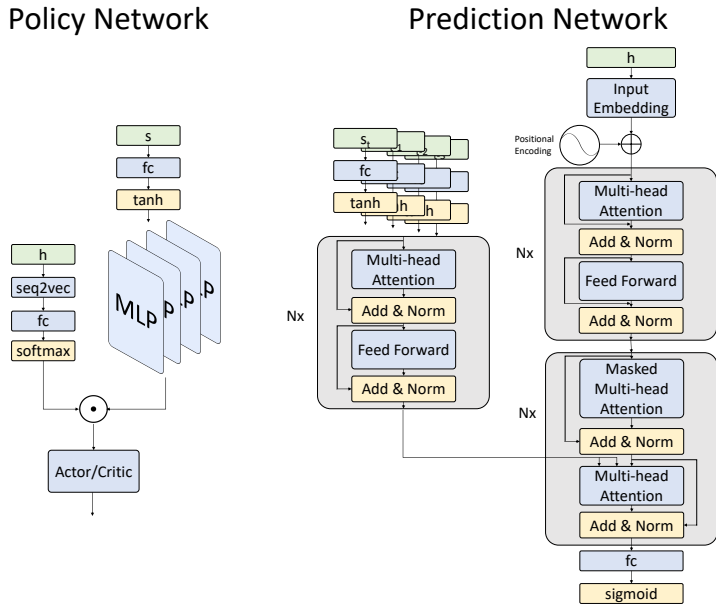 Policy Network
s
fc
tanh
h
seq2vec
fc
softmax
MLP
Actor/Critic
Prediction Network
h
Input
Embedding
Positional
Encoding
Multi-head
Attention
Add & Norm
Feed Forward
Add & Norm
Nx
s_t
fc
tanh
Nx
Multi-head
Attention
Add & Norm
Feed Forward
Add & Norm
Nx
Masked
Multi-head
Attention
Add & Norm
Multi-head
Attention
Add & Norm
fc
sigmoid